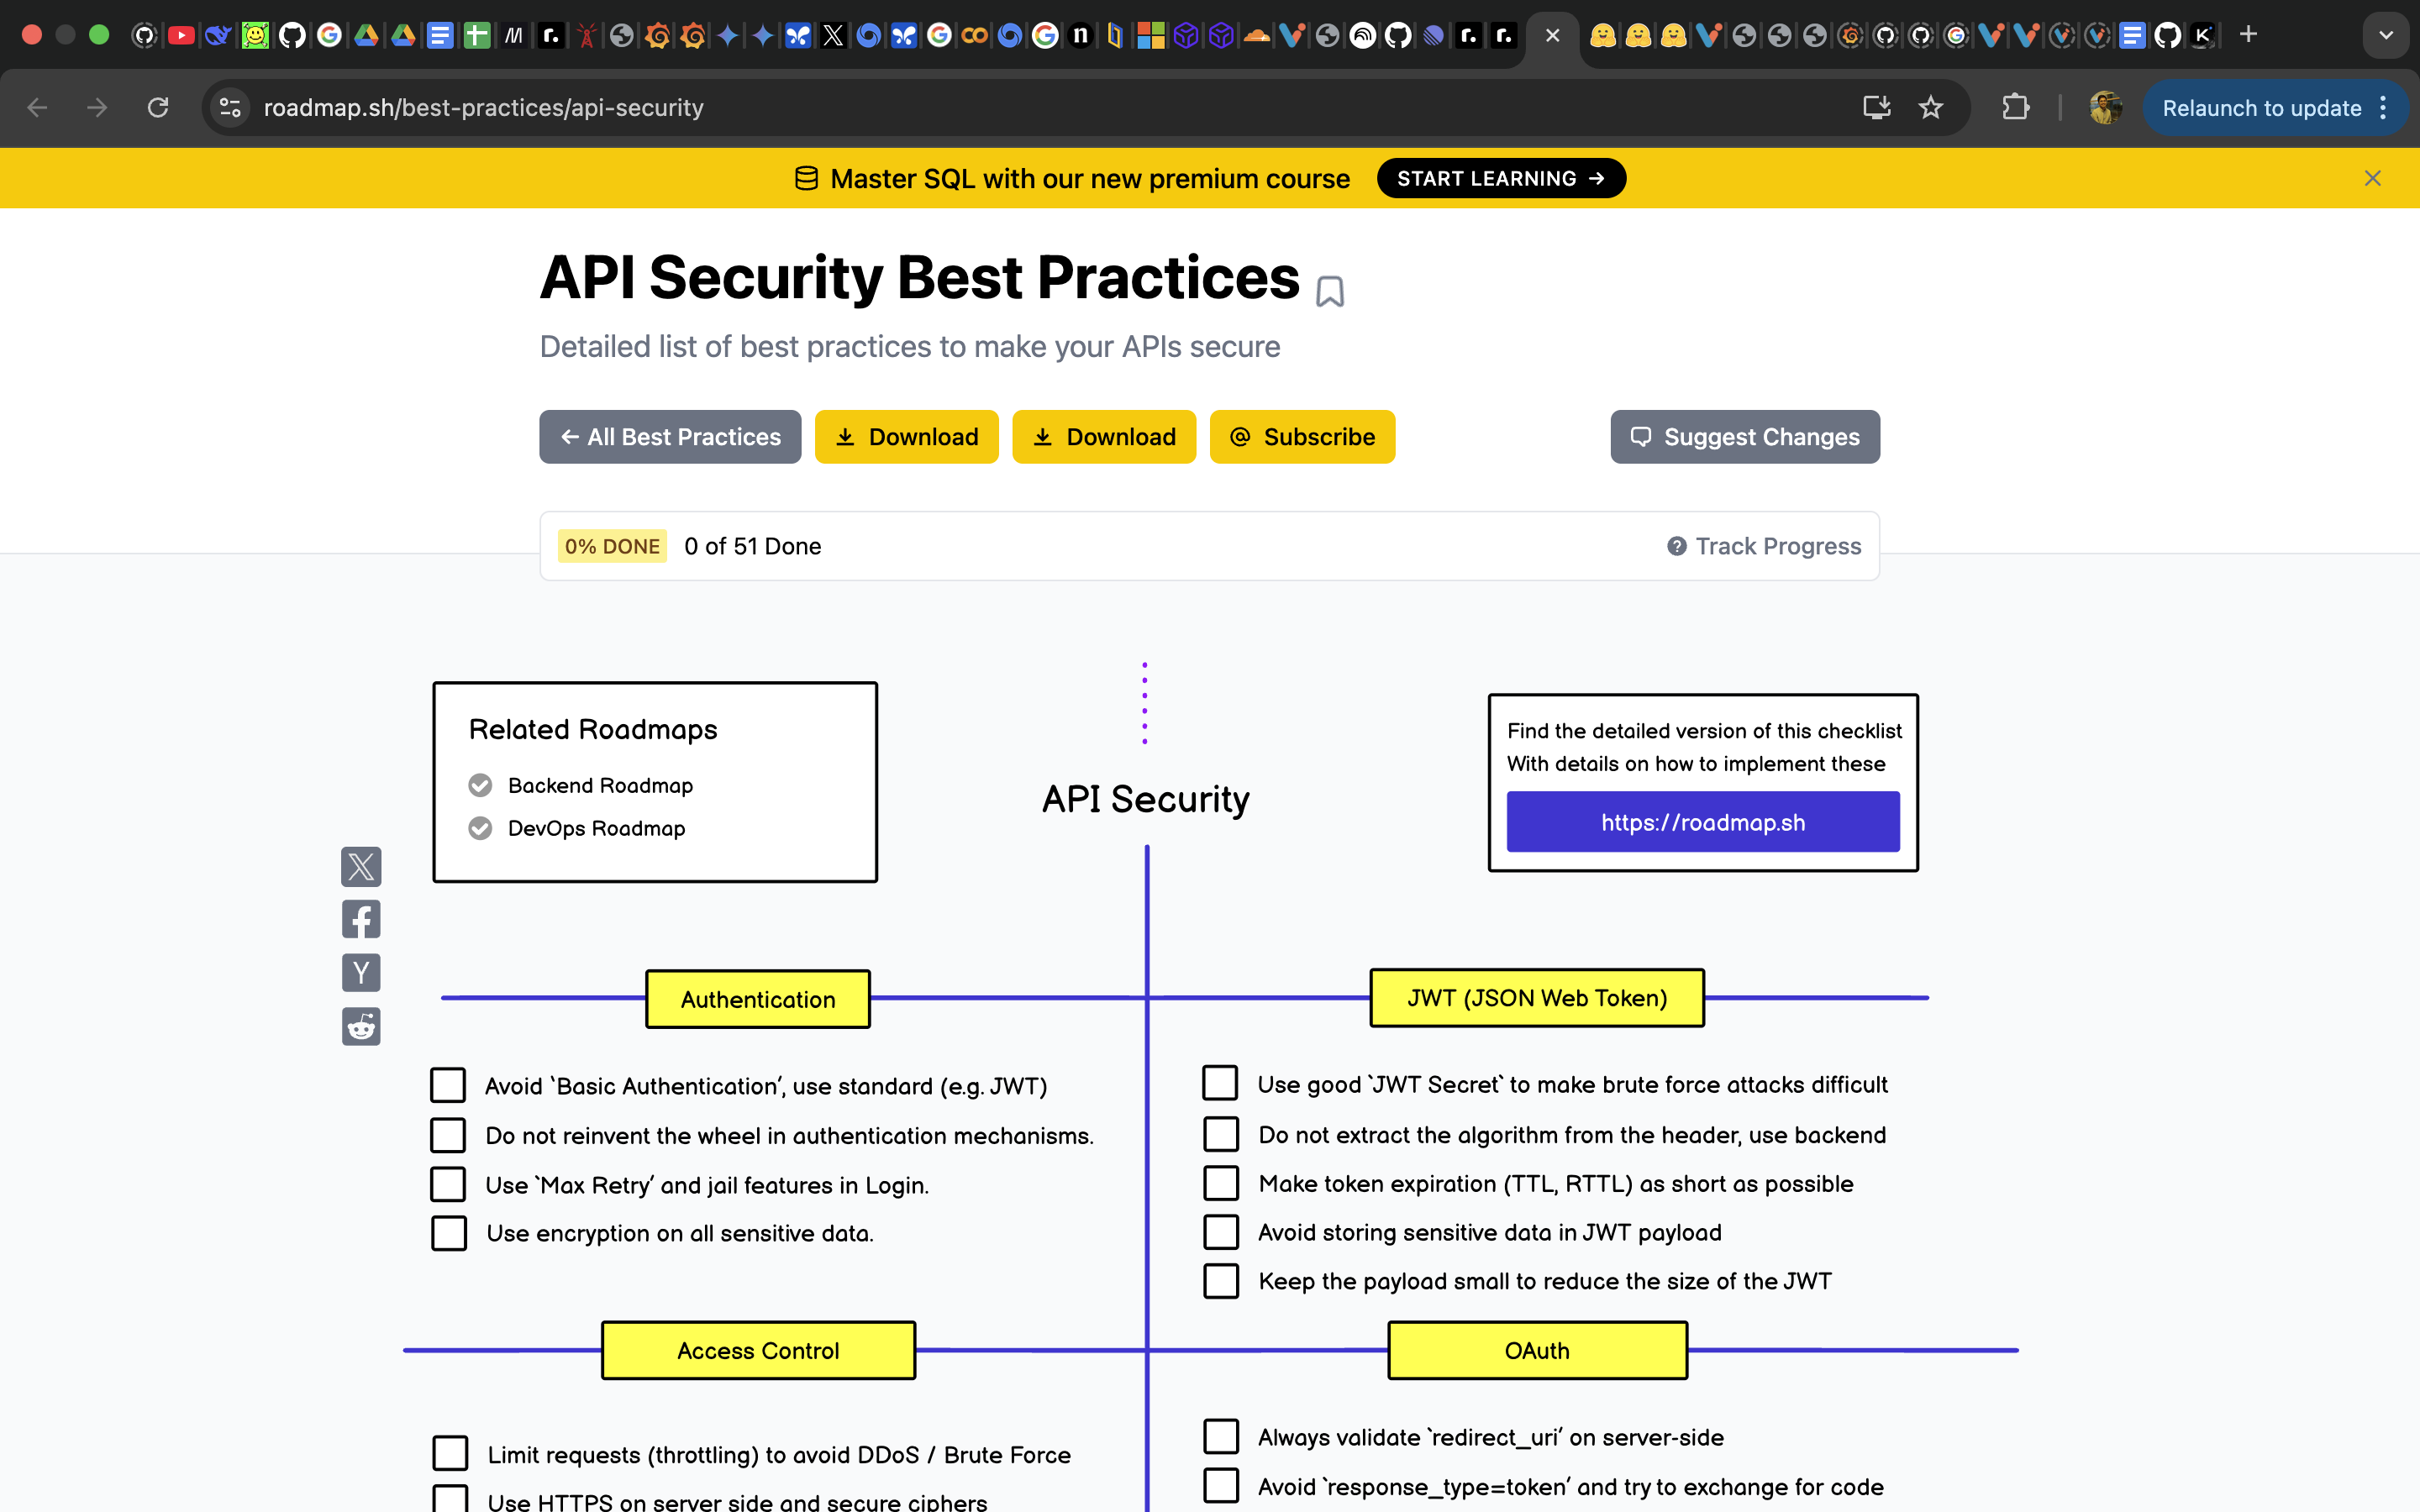 roadmap.sh/best-practices/api-security
Relaunch to update
Master SQL with our new premium course
START LEARNING →
API Security Best Practices
Detailed list of best practices to make your APIs secure
← All Best Practices
Download
Download
Subscribe
Suggest Changes
0% DONE 0 of 51 Done
Track Progress
Related Roadmaps
Backend Roadmap
DevOps Roadmap
API Security
Find the detailed version of this checklist
With details on how to implement these
https://roadmap.sh
Authentication
Avoid `Basic Authentication', use standard (e.g. JWT)
Do not reinvent the wheel in authentication mechanisms.
Use `Max Retry' and jail features in Login.
Use encryption on all sensitive data.
JWT (JSON Web Token)
Use good `JWT Secret` to make brute force attacks difficult
Do not extract the algorithm from the header, use backend
Make token expiration (TTL, RTTL) as short as possible
Avoid storing sensitive data in JWT payload
Keep the payload small to reduce the size of the JWT
Access Control
Limit requests (throttling) to avoid DDoS / Brute Force
Use HTTPS on server side and secure ciphers
OAuth
Always validate `redirect_uri' on server-side
Avoid `response_type=token' and try to exchange for code